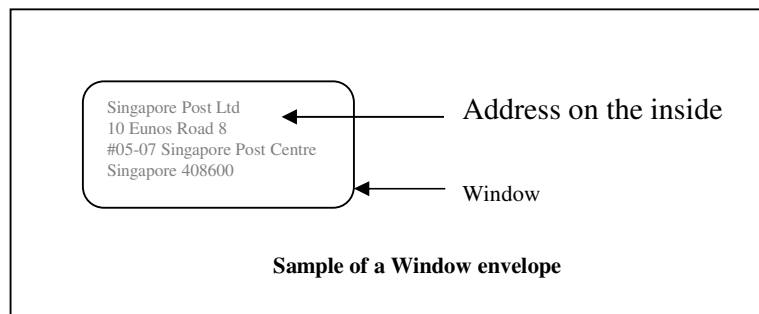 Singapore Post Ltd
10 Eunos Road 8
#05-07 Singapore Post Centre
Singapore 408600
Address on the inside
Window
Sample of a Window envelope